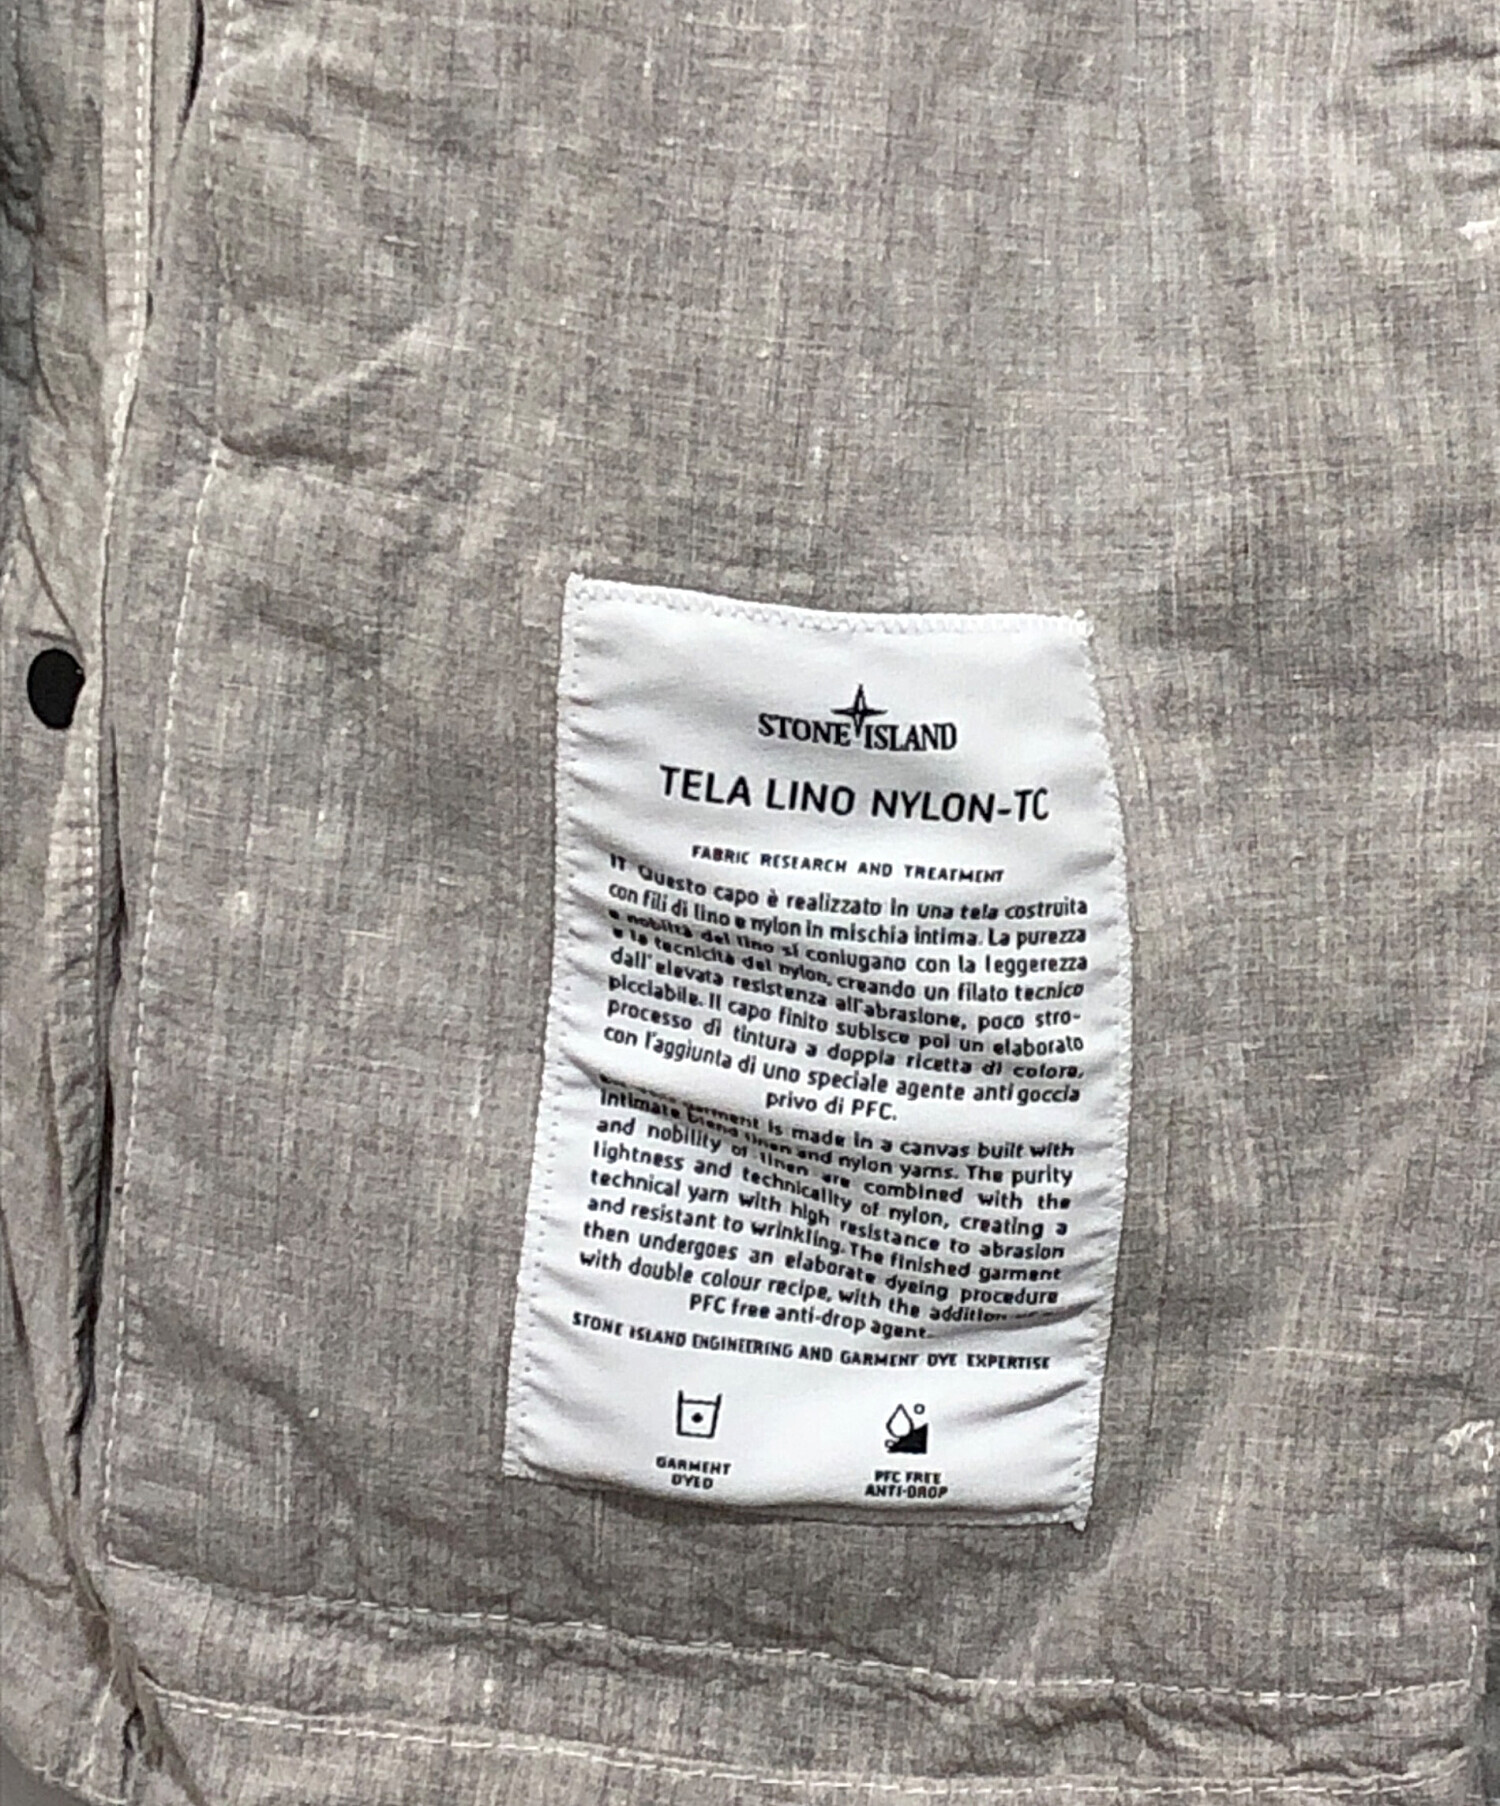 STONE ISLAND
TELA LINO NYLON-TC
FABRIC RESEARCH AND TREATMENT
IT Questo capo è realizzato in una tela costruita
con fili di lino e nylon in mischia intima. La purezza
e nobiltà del lino si coniugano con la leggerezza
e la tecnicità del nylon, creando un filato tecnico
dall'elevata resistenza all'abrasione, poco stro-
picciabile. Il capo finito subisce poi un elaborato
processo di tintura a doppia ricetta di colore,
con l'aggiunta di uno speciale agente anti goccia
privo di PFC.
garment is made in a canvas built with
intimate blend linen and nylon yarns. The purity
and nobility of linen are combined with the
lightness and technicality of nylon, creating a
technical yarn with high resistance to abrasion
and resistant to wrinkling. The finished garment
then undergoes an elaborate dyeing procedure
with double colour recipe, with the addition
PFC free anti-drop agent.
STONE ISLAND ENGINEERING AND GARMENT DYE EXPERTISE
GARMENT
DYED
PFC FREE
ANTI-DROP